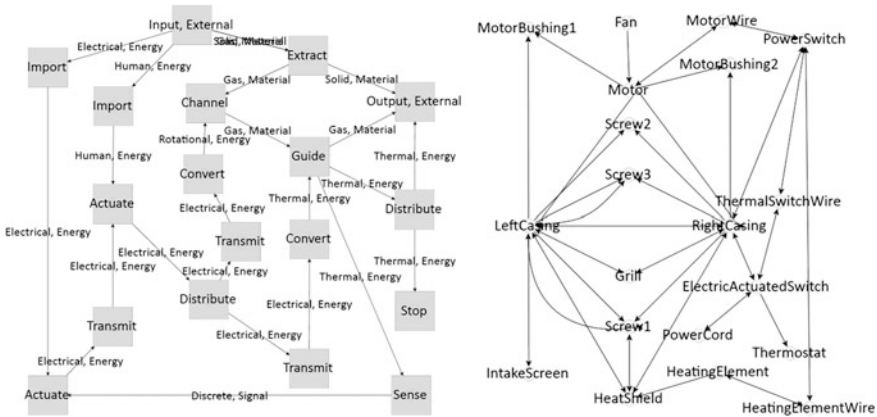 Input, External
Electrical, Energy
Human, Energy
Import
Import
Extract
Gas, Material
Solid, Material
Channel
Output, External
Rotational, Energy
Gas, Material
Gas, Material
Human, Energy
Guide
Thermal, Energy
Convert
Thermal, Energy
Thermal, Energy
Actuate
Distribute
Electrical, Energy
Electrical, Energy
Transmit
Convert
Electrical, Energy
Thermal, Energy
Thermal, Energy
Electrical, Energy
Electrical, Energy
Distribute
Electrical, Energy
Stop
Transmit
Electrical, Energy
Electrical, Energy
Transmit
Actuate
Discrete, Signal
Sense
MotorBushing1
Fan
MotorWire
PowerSwitch
MotorBushing2
Motor
Screw2
Screw3
ThermalSwitchWire
LeftCasing
RightCasing
Grill
ElectricActuatedSwitch
Screw1
PowerCord
Thermostat
IntakeScreen
HeatingElement
HeatShield
HeatingElementWire